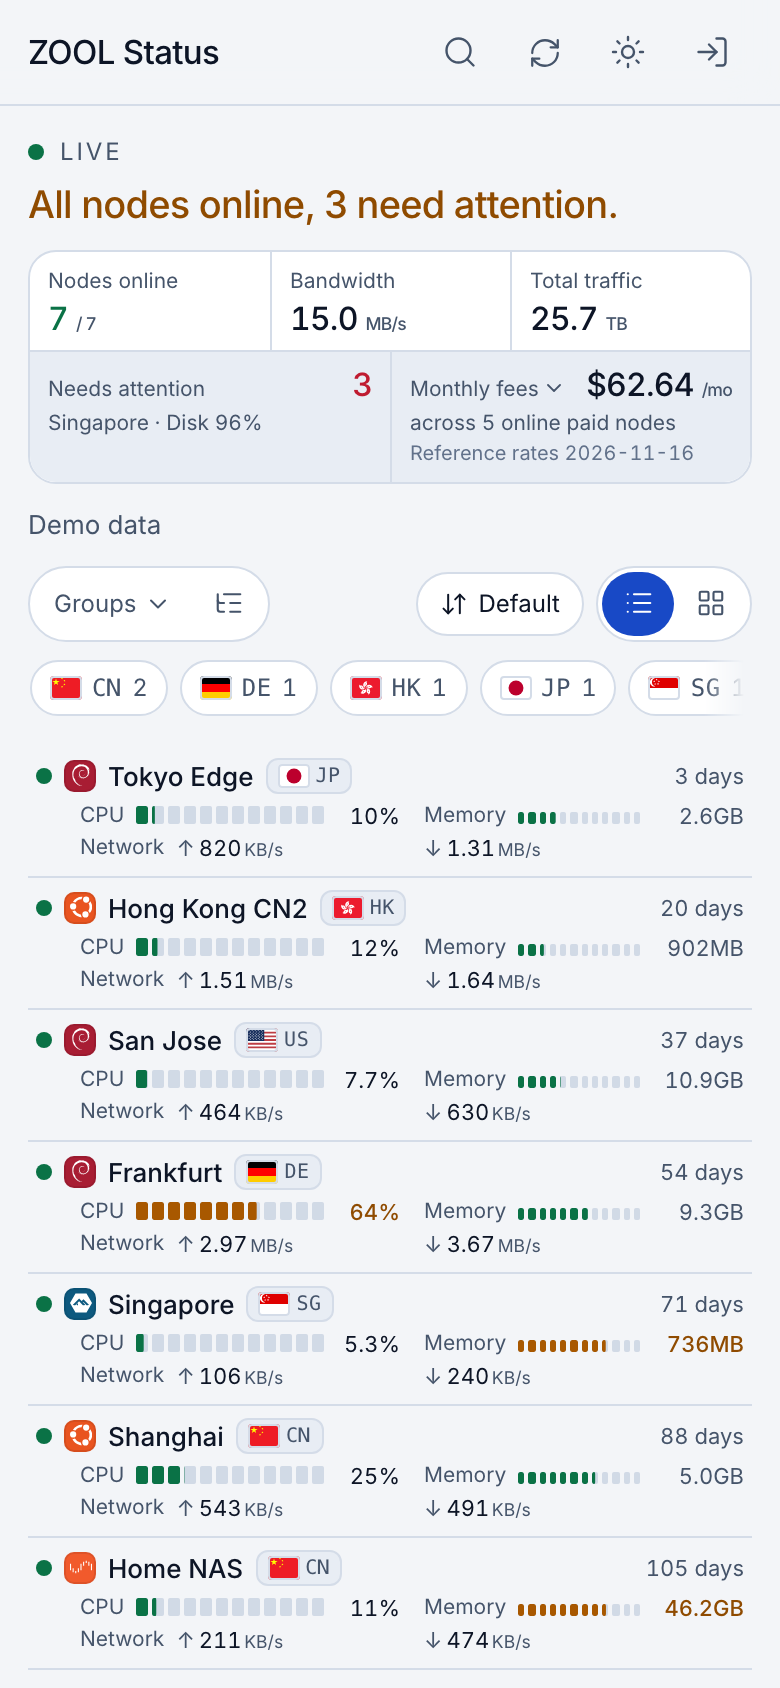 ZOOL Status
LIVE
All nodes online, 3 need attention.
Nodes online
7 / 7
Bandwidth
15.0 MB/s
Total traffic
25.7 TB
Needs attention 3
Singapore · Disk 96%
Monthly fees $62.64 /mo
across 5 online paid nodes
Reference rates 2026-11-16
Demo data
Groups Default
CN 2 DE 1 HK 1 JP 1 SG 1
Tokyo Edge JP 3 days
CPU 10% Memory 2.6GB
Network ↑ 820 KB/s ↓ 1.31 MB/s
Hong Kong CN2 HK 20 days
CPU 12% Memory 902MB
Network ↑ 1.51 MB/s ↓ 1.64 MB/s
San Jose US 37 days
CPU 7.7% Memory 10.9GB
Network ↑ 464 KB/s ↓ 630 KB/s
Frankfurt DE 54 days
CPU 64% Memory 9.3GB
Network ↑ 2.97 MB/s ↓ 3.67 MB/s
Singapore SG 71 days
CPU 5.3% Memory 736MB
Network ↑ 106 KB/s ↓ 240 KB/s
Shanghai CN 88 days
CPU 25% Memory 5.0GB
Network ↑ 543 KB/s ↓ 491 KB/s
Home NAS CN 105 days
CPU 11% Memory 46.2GB
Network ↑ 211 KB/s ↓ 474 KB/s